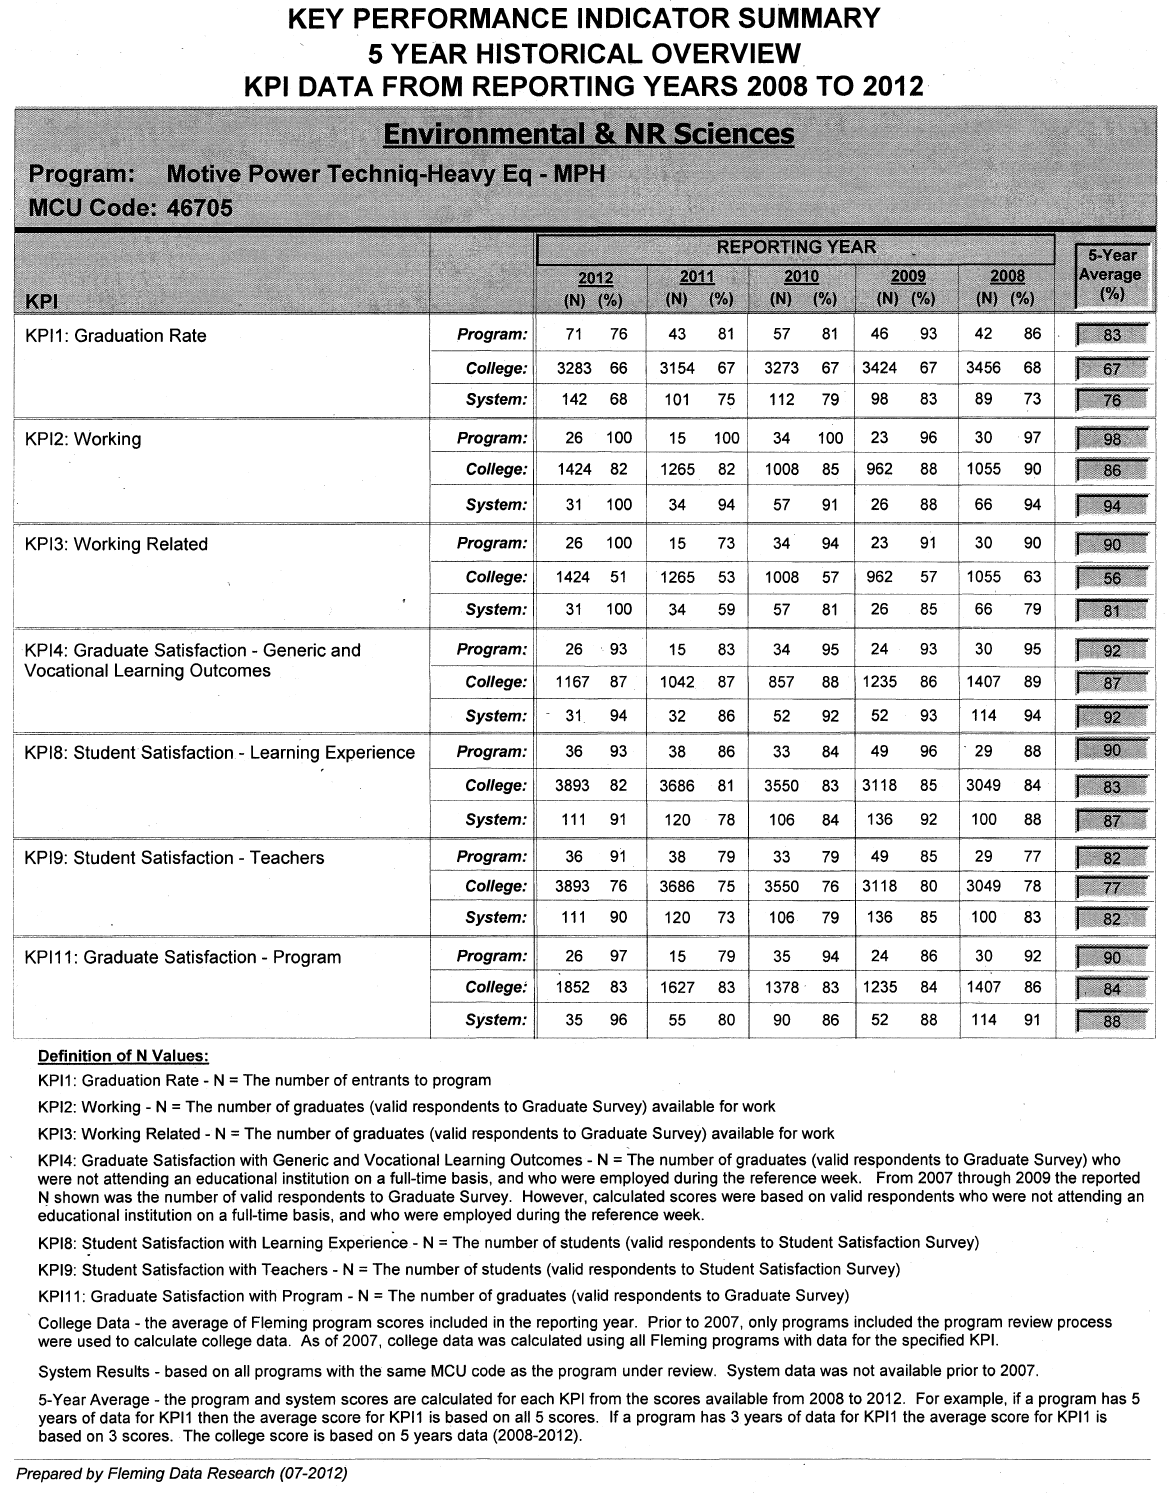 KEY PERFORMANCE INDICATOR SUMMARY
5 YEAR HISTORICAL OVERVIEW
KPI DATA FROM REPORTING YEARS 2008 TO 2012
Environmental & NR Sciences
Program: Motive Power Techniq-Heavy Eq - MPH
MCU Code: 46705
REPORTING YEAR
5-Year Average (%)
2012 2011 2010 2009 2008
KPI (N) (%) (N) (%) (N) (%) (N) (%) (N) (%)
KPI1: Graduation Rate Program: 71 76 43 81 57 81 46 93 42 86 83
College: 3283 66 3154 67 3273 67 3424 67 3456 68 67
System: 142 68 101 75 112 79 98 83 89 73 76
KPI2: Working Program: 26 100 15 100 34 100 23 96 30 97 98
College: 1424 82 1265 82 1008 85 962 88 1055 90 86
System: 31 100 34 94 57 91 26 88 66 94 94
KPI3: Working Related Program: 26 100 15 73 34 94 23 91 30 90 90
College: 1424 51 1265 53 1008 57 962 57 1055 63 56
System: 31 100 34 59 57 81 26 85 66 79 81
KPI4: Graduate Satisfaction - Generic and Vocational Learning Outcomes Program: 26 93 15 83 34 95 24 93 30 95 92
College: 1167 87 1042 87 857 88 1235 86 1407 89 87
System: 31 94 32 86 52 92 52 93 114 94 92
KPI8: Student Satisfaction - Learning Experience Program: 36 93 38 86 33 84 49 96 29 88 90
College: 3893 82 3686 81 3550 83 3118 85 3049 84 83
System: 111 91 120 78 106 84 136 92 100 88 87
KPI9: Student Satisfaction - Teachers Program: 36 91 38 79 33 79 49 85 29 77 82
College: 3893 76 3686 75 3550 76 3118 80 3049 78 77
System: 111 90 120 73 106 79 136 85 100 83 82
KPI11: Graduate Satisfaction - Program Program: 26 97 15 79 35 94 24 86 30 92 90
College: 1852 83 1627 83 1378 83 1235 84 1407 86 84
System: 35 96 55 80 90 86 52 88 114 91 88
Definition of N Values:
KPI1: Graduation Rate - N = The number of entrants to program
KPI2: Working - N = The number of graduates (valid respondents to Graduate Survey) available for work
KPI3: Working Related - N = The number of graduates (valid respondents to Graduate Survey) available for work
KPI4: Graduate Satisfaction with Generic and Vocational Learning Outcomes - N = The number of graduates (valid respondents to Graduate Survey) who
were not attending an educational institution on a full-time basis, and who were employed during the reference week. From 2007 through 2009 the reported
N shown was the number of valid respondents to Graduate Survey. However, calculated scores were based on valid respondents who were not attending an
educational institution on a full-time basis, and who were employed during the reference week.
KPI8: Student Satisfaction with Learning Experience - N = The number of students (valid respondents to Student Satisfaction Survey)
KPI9: Student Satisfaction with Teachers - N = The number of students (valid respondents to Student Satisfaction Survey)
KPI11: Graduate Satisfaction with Program - N = The number of graduates (valid respondents to Graduate Survey)
College Data - the average of Fleming program scores included in the reporting year. Prior to 2007, only programs included the program review process
were used to calculate college data. As of 2007, college data was calculated using all Fleming programs with data for the specified KPI.
System Results - based on all programs with the same MCU code as the program under review. System data was not available prior to 2007.
5-Year Average - the program and system scores are calculated for each KPI from the scores available from 2008 to 2012. For example, if a program has 5
years of data for KPI1 then the average score for KPI1 is based on all 5 scores. If a program has 3 years of data for KPI1 the average score for KPI1 is
based on 3 scores. The college score is based on 5 years data (2008-2012).
Prepared by Fleming Data Research (07-2012)